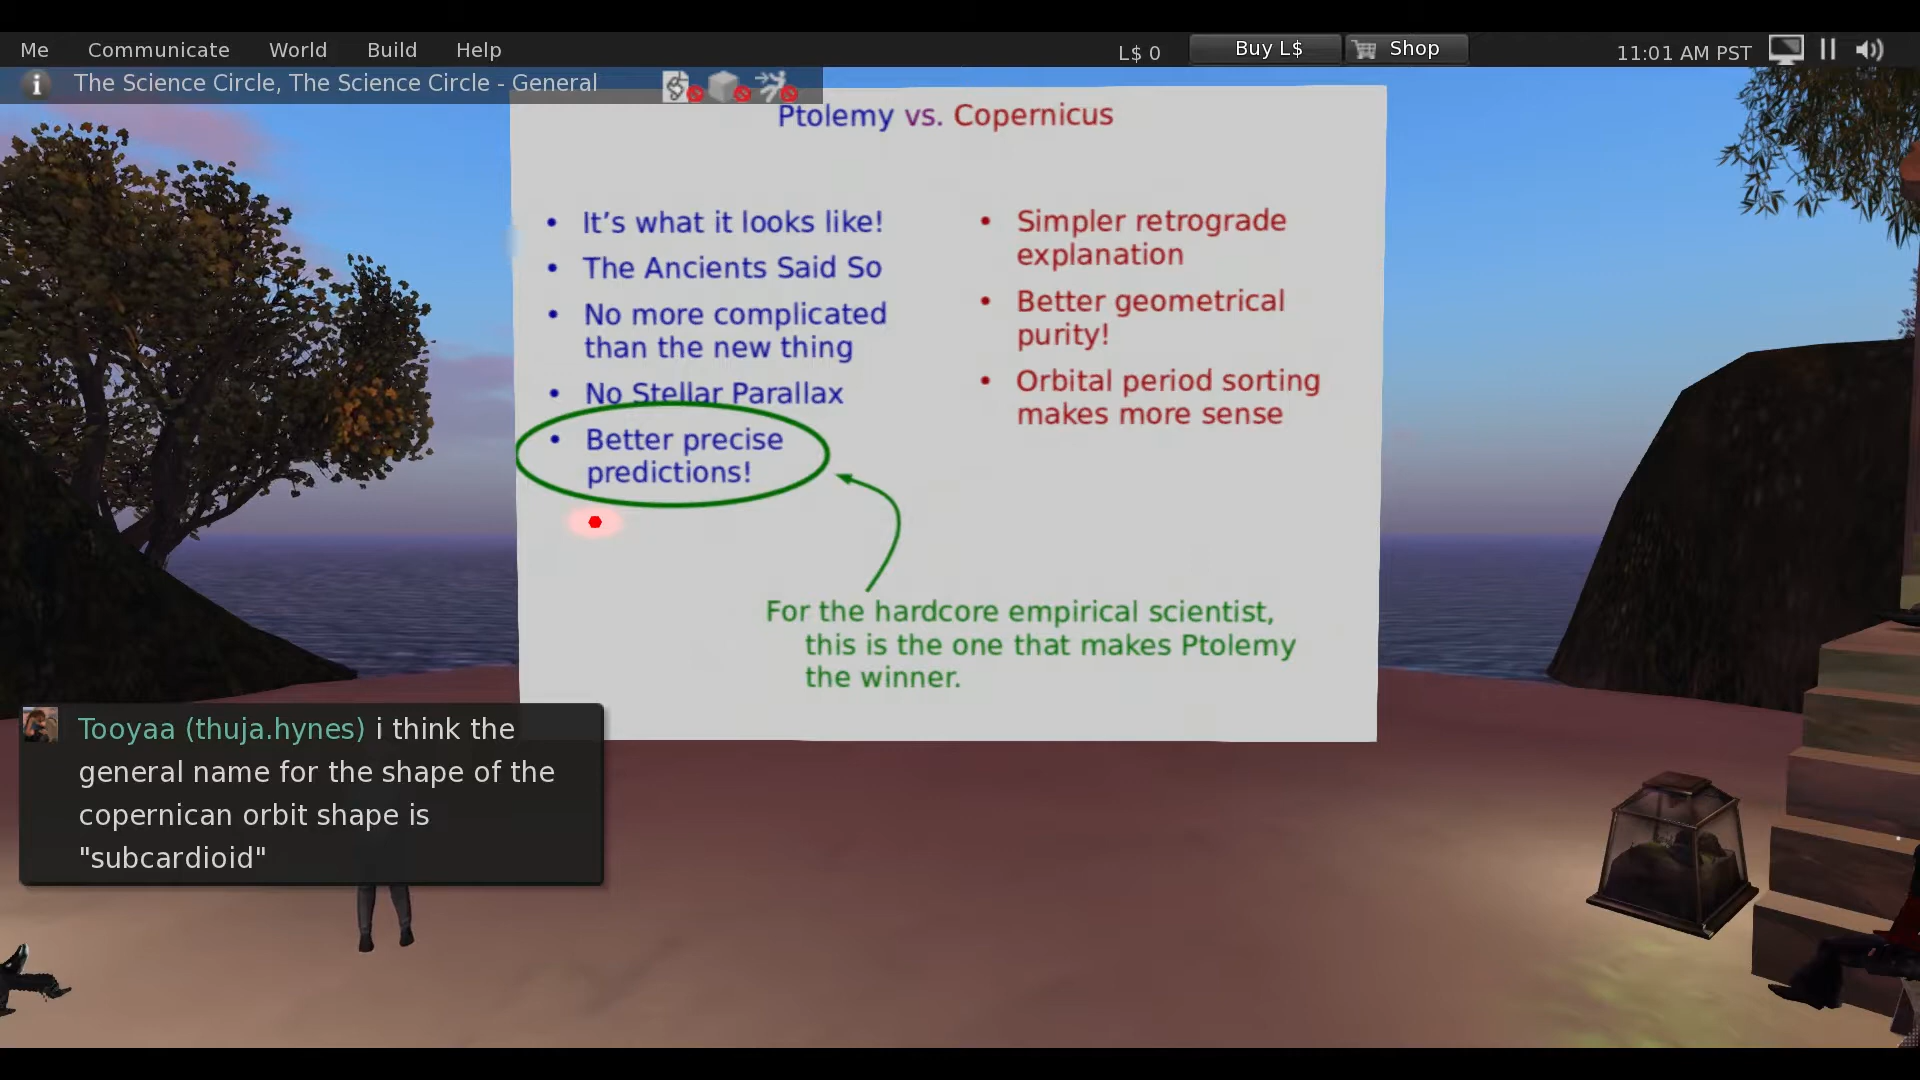 Me Communicate World Build Help L$ 0 Buy L$ Shop 11:01 AM PST
The Science Circle, The Science Circle - General
Ptolemy vs. Copernicus
• It’s what it looks like!
• The Ancients Said So
• No more complicated
than the new thing
• No Stellar Parallax
• Better precise
predictions!
• Simpler retrograde
explanation
• Better geometrical
purity!
• Orbital period sorting
makes more sense
For the hardcore empirical scientist,
this is the one that makes Ptolemy
the winner.
Tooyaa (thuja.hynes) i think the
general name for the shape of the
copernican orbit shape is
"subcardioid"